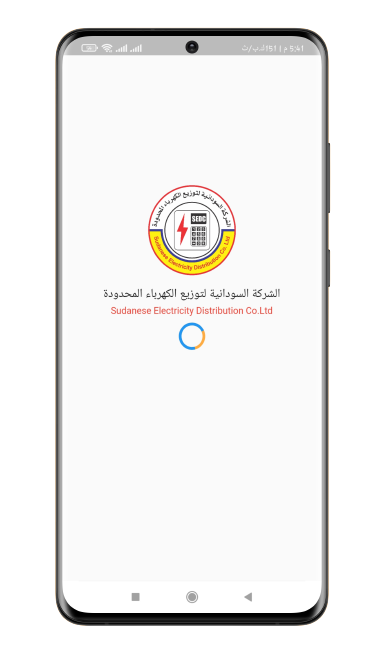 5:41 م
الشركة السودانية لتوزيع الكهرباء المحدودة
SEDC
Sudanese Electricity Distribution Co. Ltd
الشركة السودانية لتوزيع الكهرباء المحدودة
Sudanese Electricity Distribution Co.Ltd